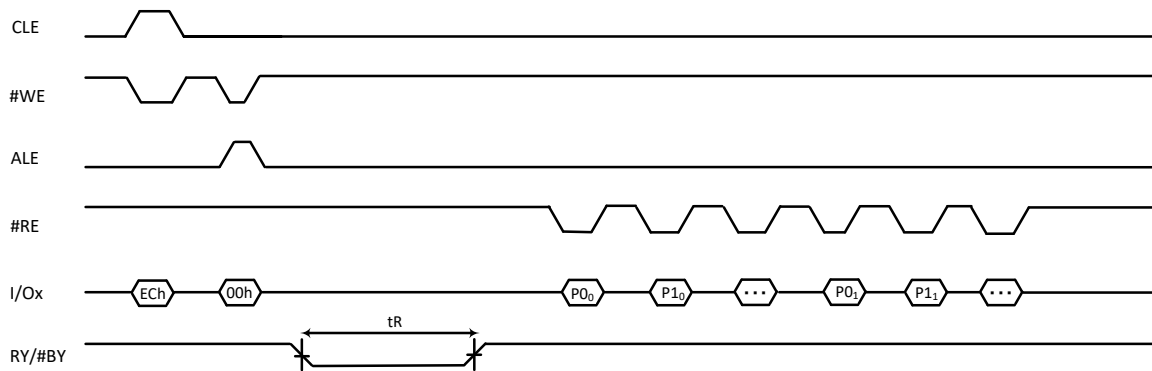 CLE
#WE
ALE
#RE
I/Ox ECh 00h P0₀ P1₀ ... P0₁ P1₁ ...
tR
RY/#BY